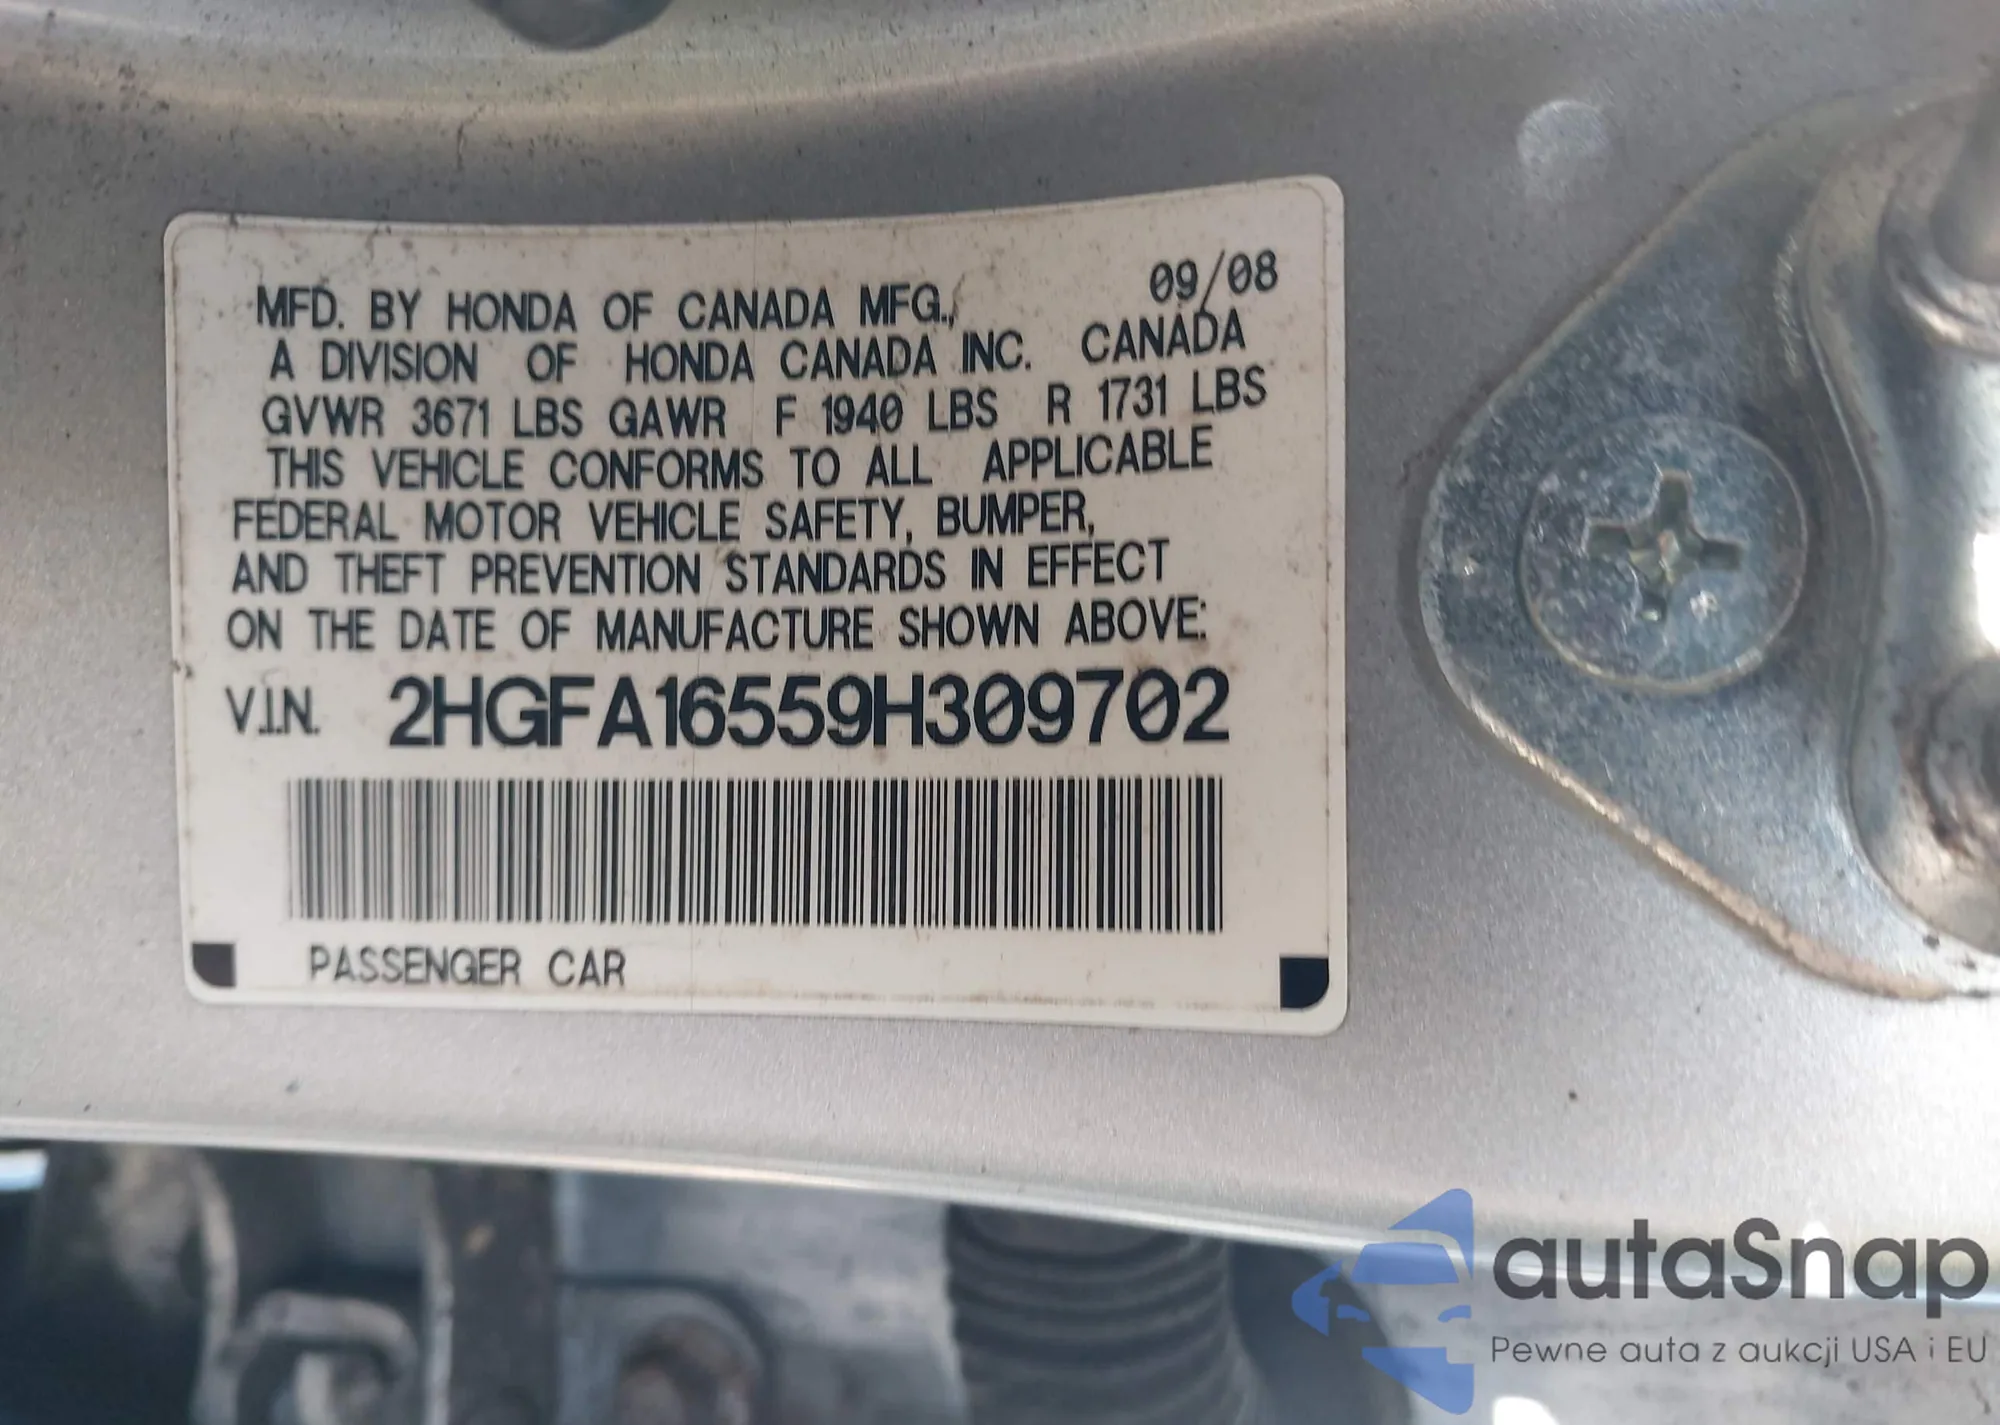 09/08
MFD. BY HONDA OF CANADA MFG.,
A DIVISION OF HONDA CANADA INC. CANADA
GVWR 3671 LBS GAWR F 1940 LBS R 1731 LBS
THIS VEHICLE CONFORMS TO ALL APPLICABLE
FEDERAL MOTOR VEHICLE SAFETY, BUMPER,
AND THEFT PREVENTION STANDARDS IN EFFECT
ON THE DATE OF MANUFACTURE SHOWN ABOVE:
V.I.N. 2HGFA16559H309702
PASSENGER CAR
autaSnap
Pewne auta z aukcji USA i EU